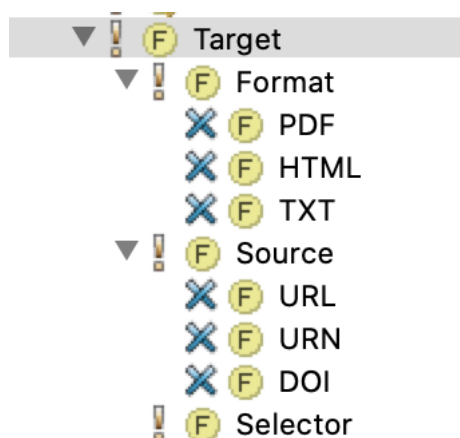 F Target
F Format
F PDF
F HTML
F TXT
F Source
F URL
F URN
F DOI
F Selector